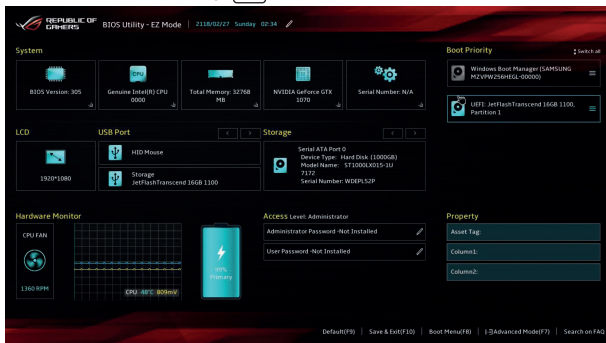 REPUBLIC OF
GAMERS
BIOS Utility - EZ Mode
2118/02/27 Sunday 02:34
System
Boot Priority
Switch all
BIOS Version: 305
CPU
Genuine Intel(R) CPU
0000
Total Memory: 32768
MB
NVIDIA GeForce GTX
1070
Serial Number: N/A
Windows Boot Manager (SAMSUNG
MZVPW256HEGL-00000)
UEFI: JetFlashTranscend 16GB 1100,
Partition 1
LCD
USB Port
Storage
1920*1080
HID Mouse
Storage
JetFlashTranscend 16GB 1100
Serial ATA Port 0
Device Type: Hard Disk (1000GB)
Model Name: ST1000LX015-1U
7172
Serial Number: WDEPL52P
Hardware Monitor
Access Level: Administrator
Property
CPU FAN
1360 RPM
CPU 48°C 809mV
99%
Primary
Administrator Password -Not Installed
User Password -Not Installed
Asset Tag:
Column1:
Column2:
Default(F9) | Save & Exit(F10) | Boot Menu(F8) | Advanced Mode(F7) | Search on FAQ